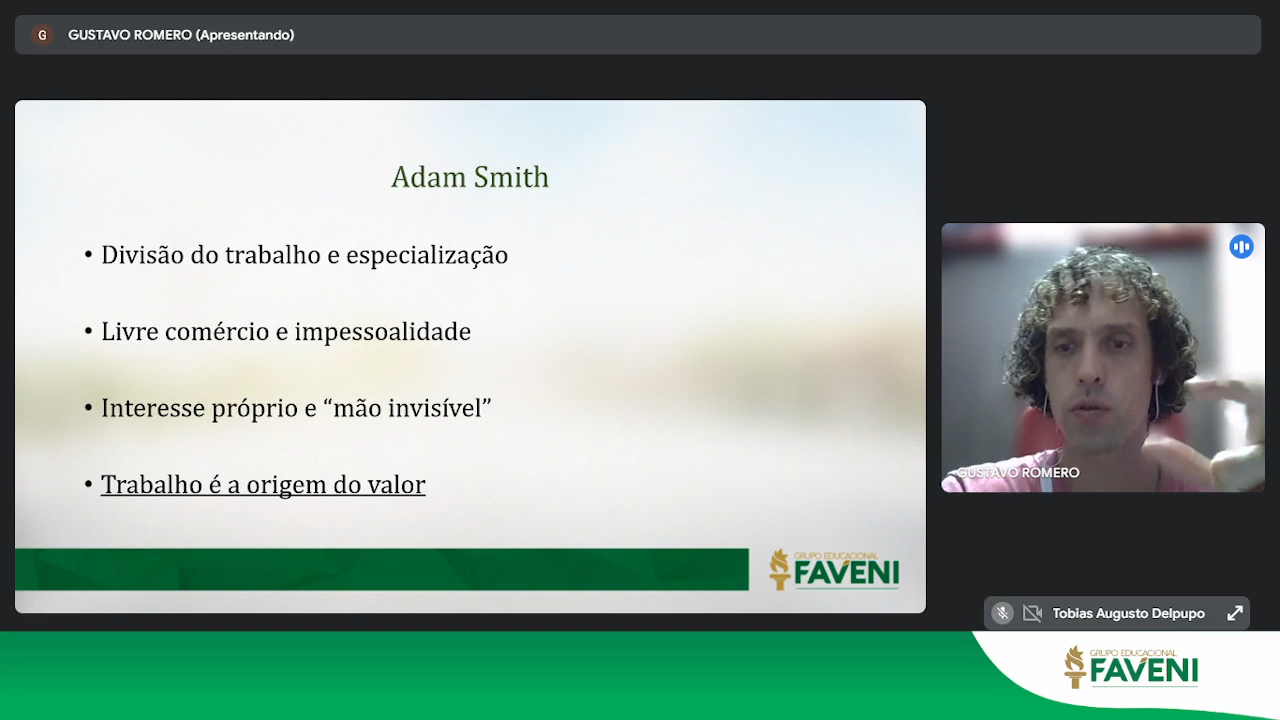 G GUSTAVO ROMERO (Apresentando)
Adam Smith
• Divisão do trabalho e especialização
• Livre comércio e impessoalidade
• Interesse próprio e “mão invisível”
• Trabalho é a origem do valor
GRUPO EDUCACIONAL
FAVENI
GUSTAVO ROMERO
Tobias Augusto Delpupo
GRUPO EDUCACIONAL
FAVENI